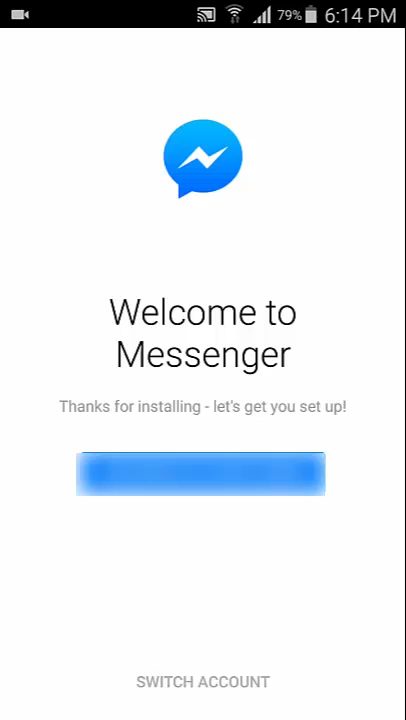 79% 6:14 PM
Welcome to
Messenger
Thanks for installing - let's get you set up!
SWITCH ACCOUNT